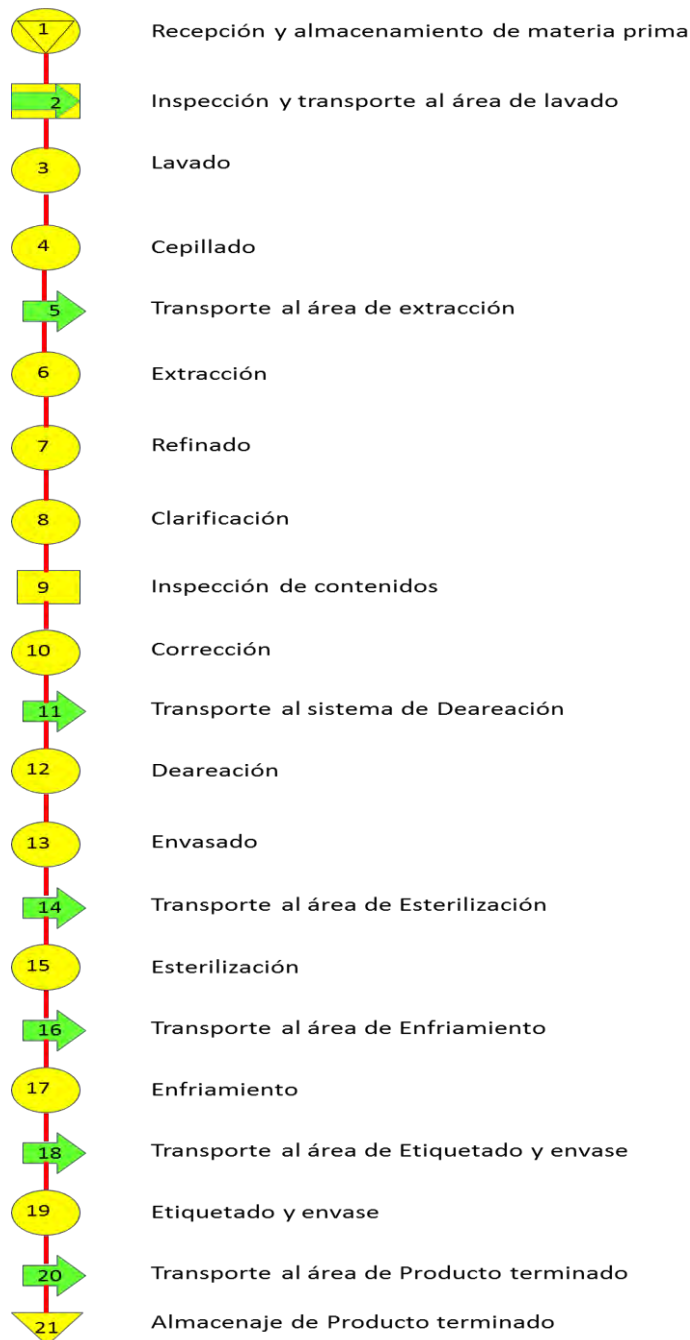 1 Recepción y almacenamiento de materia prima
2 Inspección y transporte al área de lavado
3 Lavado
4 Cepillado
5 Transporte al área de extracción
6 Extracción
7 Refinado
8 Clarificación
9 Inspección de contenidos
10 Corrección
11 Transporte al sistema de Deareación
12 Deareación
13 Envasado
14 Transporte al área de Esterilización
15 Esterilización
16 Transporte al área de Enfriamiento
17 Enfriamiento
18 Transporte al área de Etiquetado y envase
19 Etiquetado y envase
20 Transporte al área de Producto terminado
21 Almacenaje de Producto terminado